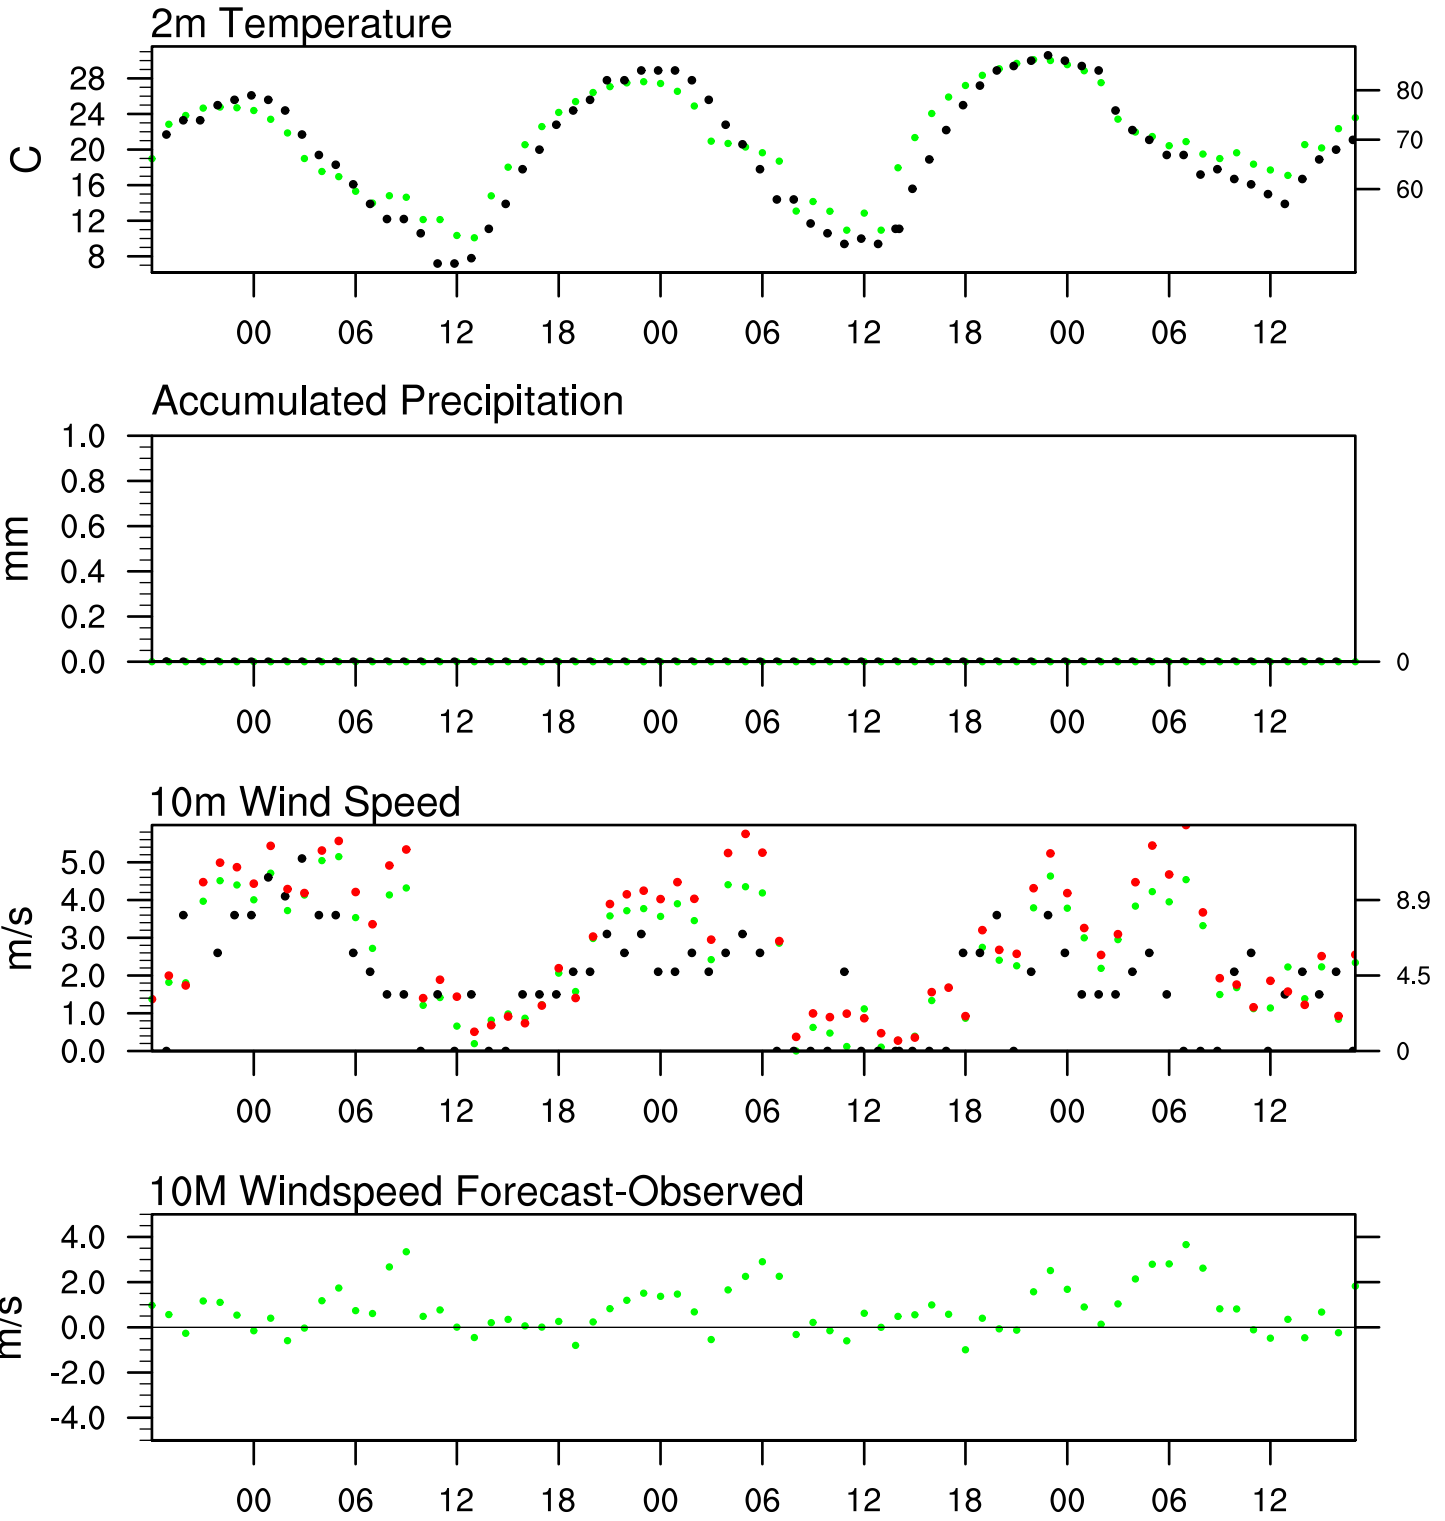 2m Temperature
C
28
24
20
16
12
8
80
70
60
00 06 12 18 00 06 12 18 00 06 12
Accumulated Precipitation
mm
1.0
0.8
0.6
0.4
0.2
0.0
0
00 06 12 18 00 06 12 18 00 06 12
10m Wind Speed
m/s
5.0
4.0
3.0
2.0
1.0
0.0
8.9
4.5
0
00 06 12 18 00 06 12 18 00 06 12
10M Windspeed Forecast-Observed
m/s
4.0
2.0
0.0
-2.0
-4.0
00 06 12 18 00 06 12 18 00 06 12